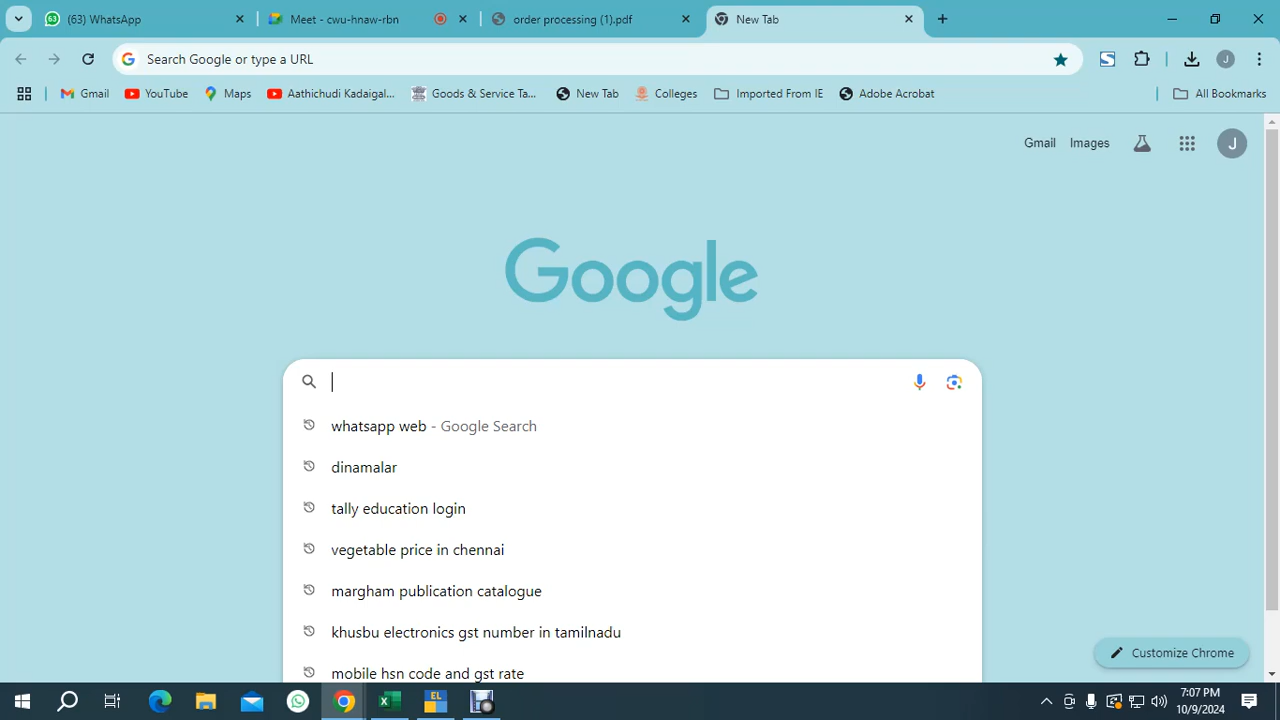 (63) WhatsApp
Meet - cwu-hnaw-rbn
order processing (1).pdf
New Tab
Search Google or type a URL
J
Gmail
YouTube
Maps
Aathichudi Kadaigal...
Goods & Service Ta...
New Tab
Colleges
Imported From IE
Adobe Acrobat
All Bookmarks
Gmail
Images
J
Google
whatsapp web - Google Search
dinamalar
tally education login
vegetable price in chennai
margham publication catalogue
khusbu electronics gst number in tamilnadu
mobile hsn code and gst rate
Customize Chrome
EL
7:07 PM
10/9/2024